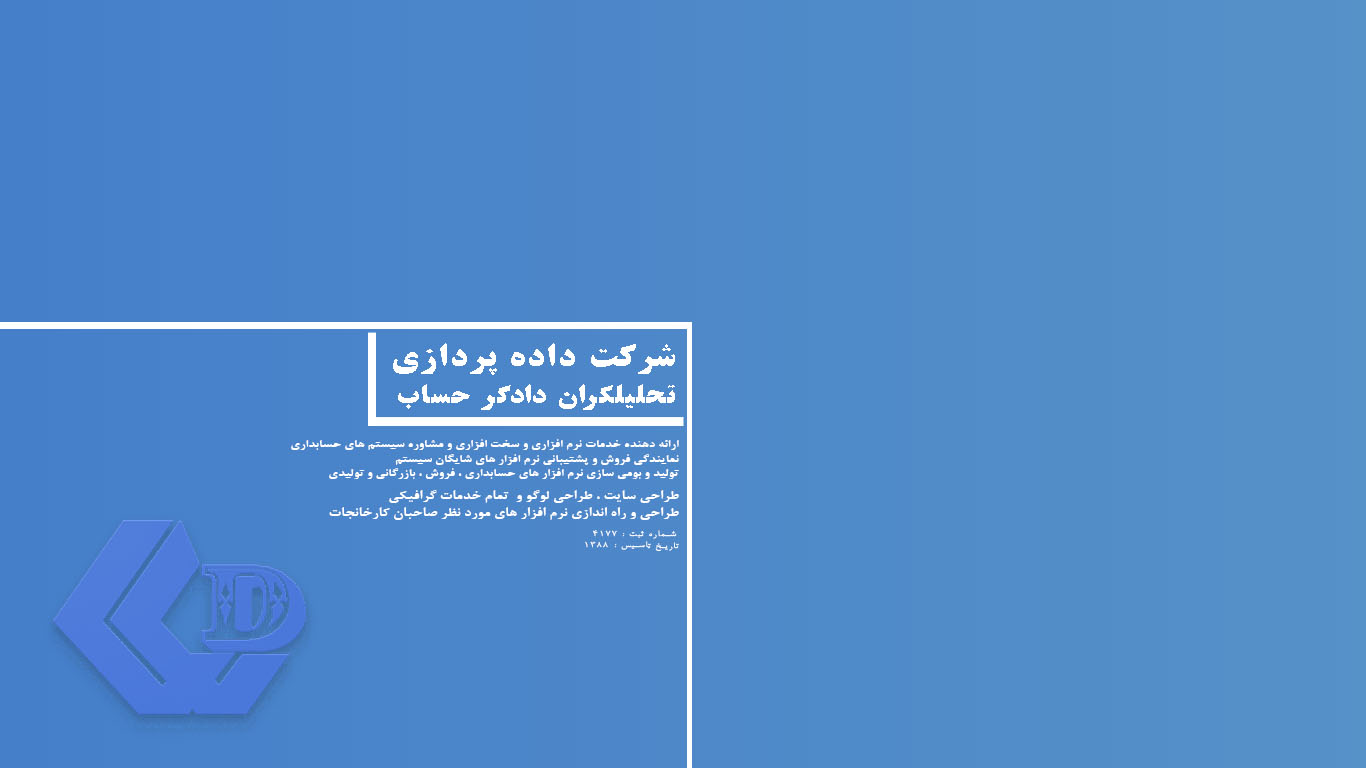 شرکت داده پردازی
تحلیلگران دادگر حساب
ارائه دهنده خدمات نرم افزاری و سخت افزاری و مشاوره سیستم های حسابداری
نمایندگی فروش و پشتیبانی نرم افزار های شایگان سیستم
تولید و بومی سازی نرم افزار های حسابداری ، فروش ، بازرگانی و تولیدی
طراحی سایت ، طراحی لوگو و تمام خدمات گرافیکی
طراحی و راه اندازی نرم افزار های مورد نظر صاحبان کارخانجات
شماره ثبت : ۴۱۷۷
تاریخ تاسیس : ۱۳۸۸
D